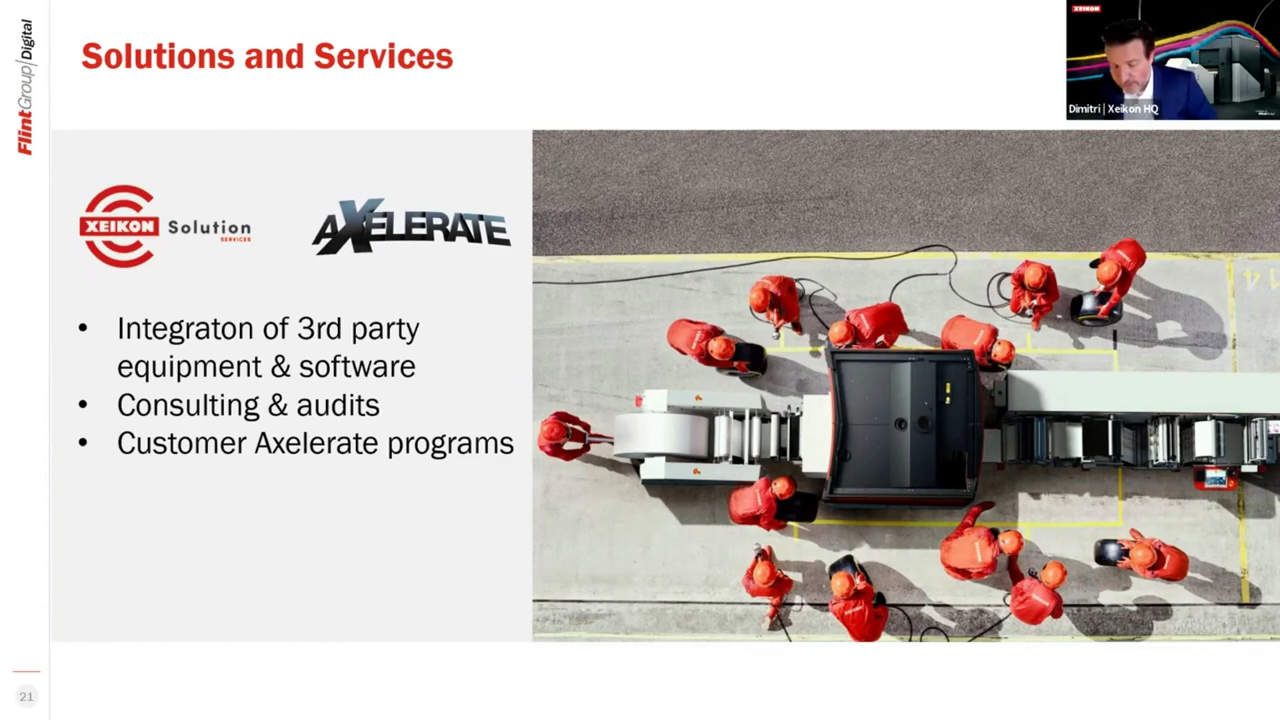 FlintGroup|Digital
Solutions and Services
XEIKON
Dimitri | Xeikon HQ
XEIKON
Solution
SERVICES
AXELERATE
• Integraton of 3rd party
equipment & software
• Consulting & audits
• Customer Axelerate programs
14
21